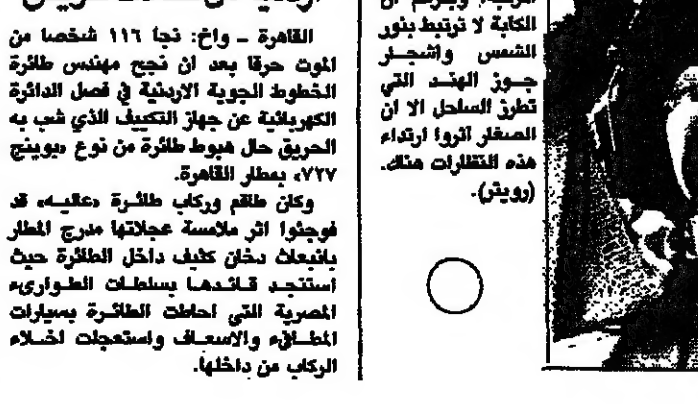 الكآبة لا ترتبط بنور
الشمس واشجار
جوز الهند التي
تطرز الساحل الا ان
الصغار آثروا ارتداء
هذه النظارات هناك.
(رويتر).
القاهرة ــ واخ: نجا ١١٦ شخصا من
الموت حرقا بعد ان نجح مهندس طائرة
الخطوط الجوية الاردنية في فصل الدائرة
الكهربائية عن جهاز التكييف الذي شب به
الحريق حال هبوط طائرة من نوع «بوينج
٧٢٧» بمطار القاهرة.
وكان طاقم وركاب طائرة «عاليه» قد
فوجئوا اثر ملامسة عجلاتها مدرج المطار
بانبعاث دخان كثيف داخل الطائرة حيث
استنجد قائدها بسلطات الطوارىء
المصرية التي احاطت الطائرة بسيارات
المطافىء والاسعاف واستعجلت اخلاء
الركاب من داخلها.